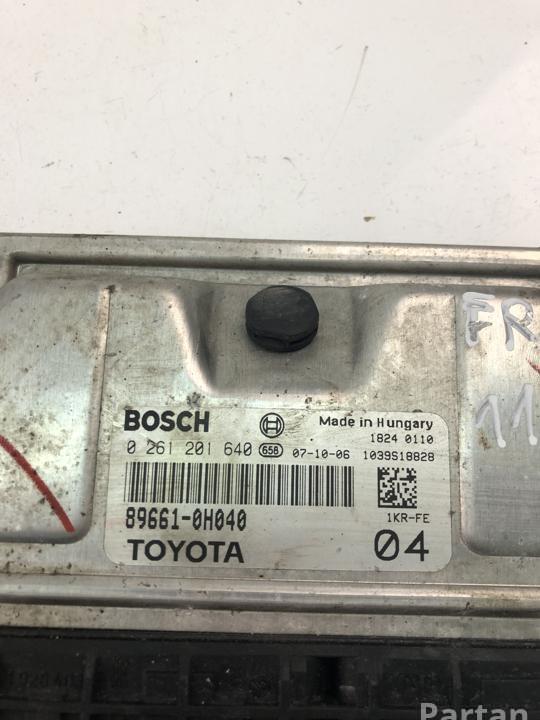 FR
11
BOSCH
Made in Hungary
1824 0110
0 261 201 640 658 07-10-06 1039S18828
89661-0H040
1KR-FE
TOYOTA
04
Partan